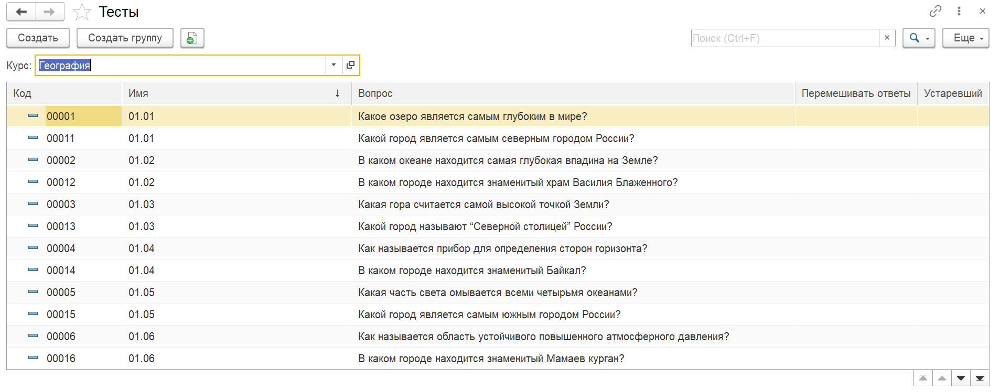 Тесты
Создать Создать группу Поиск (Ctrl+F) × Еще
Курс: География
Код Имя ↓ Вопрос Перемешивать ответы Устаревший
00001 01.01 Какое озеро является самым глубоким в мире?
00011 01.01 Какой город является самым северным городом России?
00002 01.02 В каком океане находится самая глубокая впадина на Земле?
00012 01.02 В каком городе находится знаменитый храм Василия Блаженного?
00003 01.03 Какая гора считается самой высокой точкой Земли?
00013 01.03 Какой город называют “Северной столицей” России?
00004 01.04 Как называется прибор для определения сторон горизонта?
00014 01.04 В каком городе находится знаменитый Байкал?
00005 01.05 Какая часть света омывается всеми четырьмя океанами?
00015 01.05 Какой город является самым южным городом России?
00006 01.06 Как называется область устойчивого повышенного атмосферного давления?
00016 01.06 В каком городе находится знаменитый Мамаев курган?